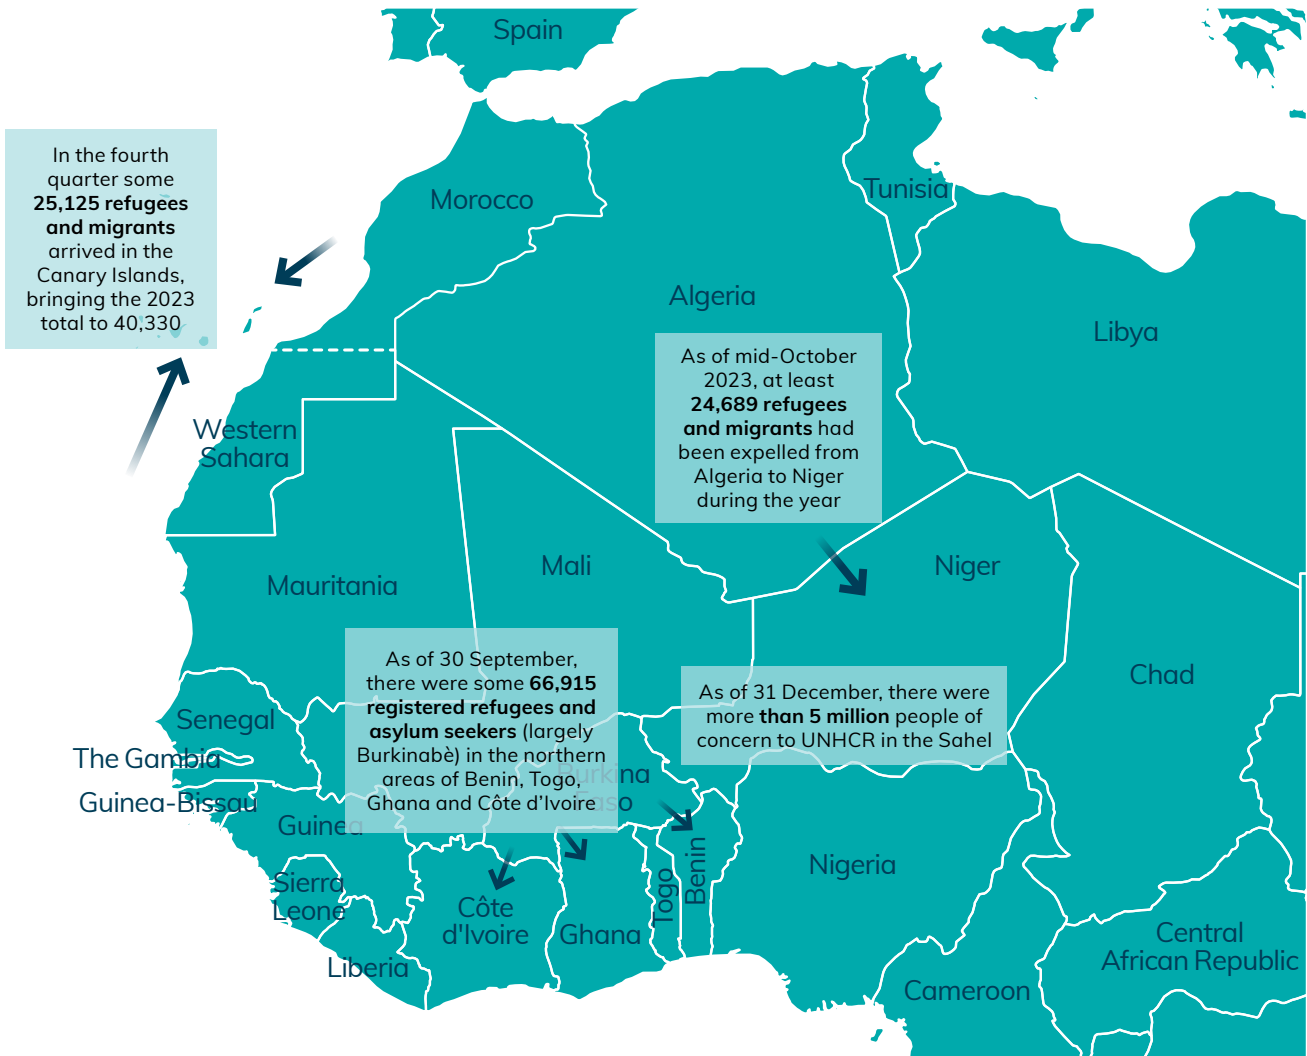 Spain
In the fourth
quarter some
25,125 refugees
and migrants
arrived in the
Canary Islands,
bringing the 2023
total to 40,330
Morocco
Tunisia
Algeria
Libya
As of mid-October
2023, at least
24,689 refugees
and migrants had
been expelled from
Algeria to Niger
during the year
Western
Sahara
Mauritania
Mali
Niger
Chad
As of 30 September,
there were some 66,915
registered refugees and
asylum seekers (largely
Burkinabè) in the northern
areas of Benin, Togo,
Ghana and Côte d’Ivoire
As of 31 December, there were
more than 5 million people of
concern to UNHCR in the Sahel
Senegal
The Gambia
Guinea-Bissau
Guinea
Burkina
Faso
Sierra
Leone
Liberia
Côte
d'Ivoire
Ghana
Togo
Benin
Nigeria
Cameroon
Central
African Republic